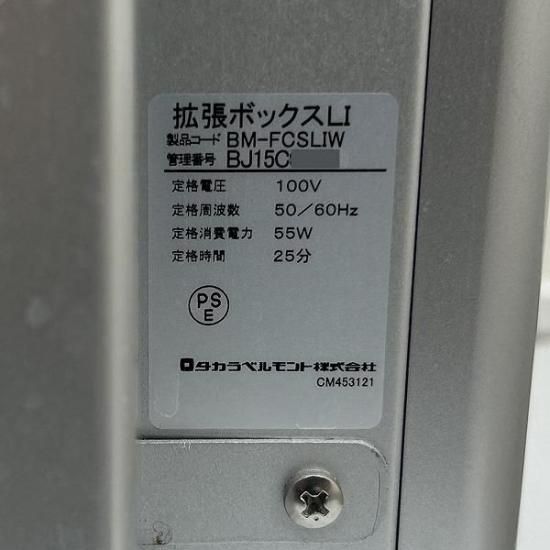 拡張ボックスLI
製品コード BM-FCSLIW
管理番号 BJ15C
定格電圧 100V
定格周波数 50/60Hz
定格消費電力 55W
定格時間 25分
PS
E
タカラベルモント株式会社
CM453121